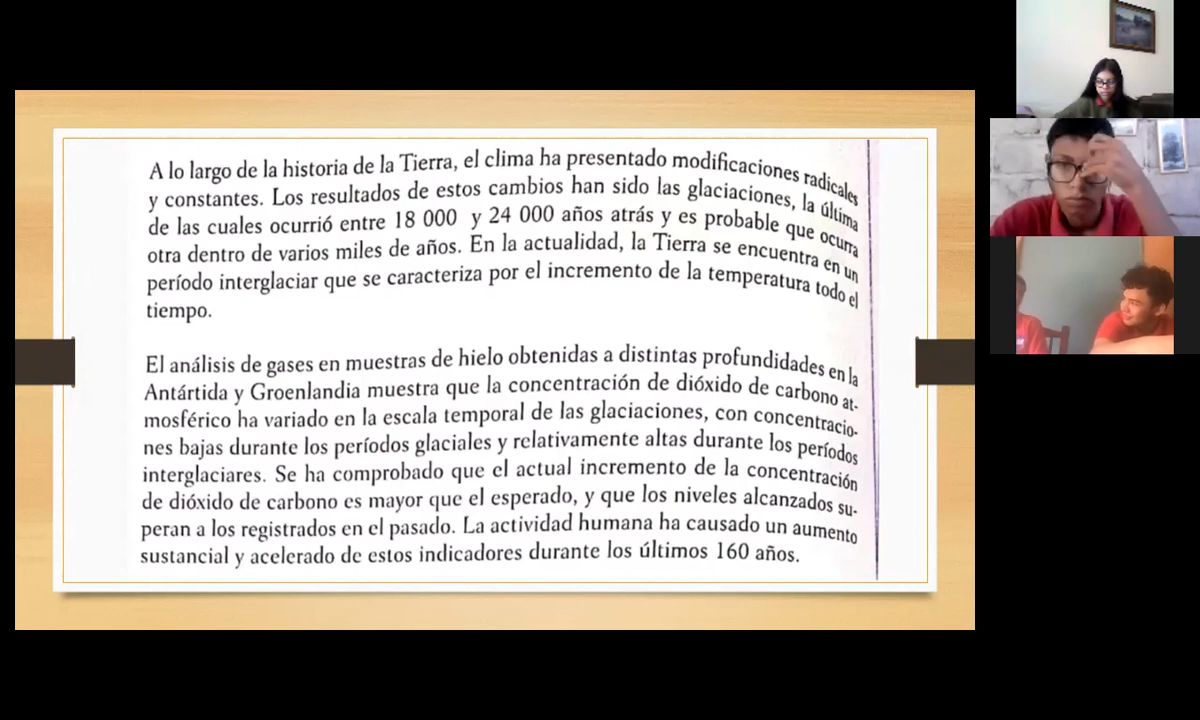 A lo largo de la historia de la Tierra, el clima ha presentado modificaciones radicales
y constantes. Los resultados de estos cambios han sido las glaciaciones, la última
de las cuales ocurrió entre 18 000 y 24 000 años atrás y es probable que ocurra
otra dentro de varios miles de años. En la actualidad, la Tierra se encuentra en un
período interglaciar que se caracteriza por el incremento de la temperatura todo el
tiempo.
El análisis de gases en muestras de hielo obtenidas a distintas profundidades en la
Antártida y Groenlandia muestra que la concentración de dióxido de carbono at-
mosférico ha variado en la escala temporal de las glaciaciones, con concentracio-
nes bajas durante los períodos glaciales y relativamente altas durante los períodos
interglaciares. Se ha comprobado que el actual incremento de la concentración
de dióxido de carbono es mayor que el esperado, y que los niveles alcanzados su-
peran a los registrados en el pasado. La actividad humana ha causado un aumento
sustancial y acelerado de estos indicadores durante los últimos 160 años.